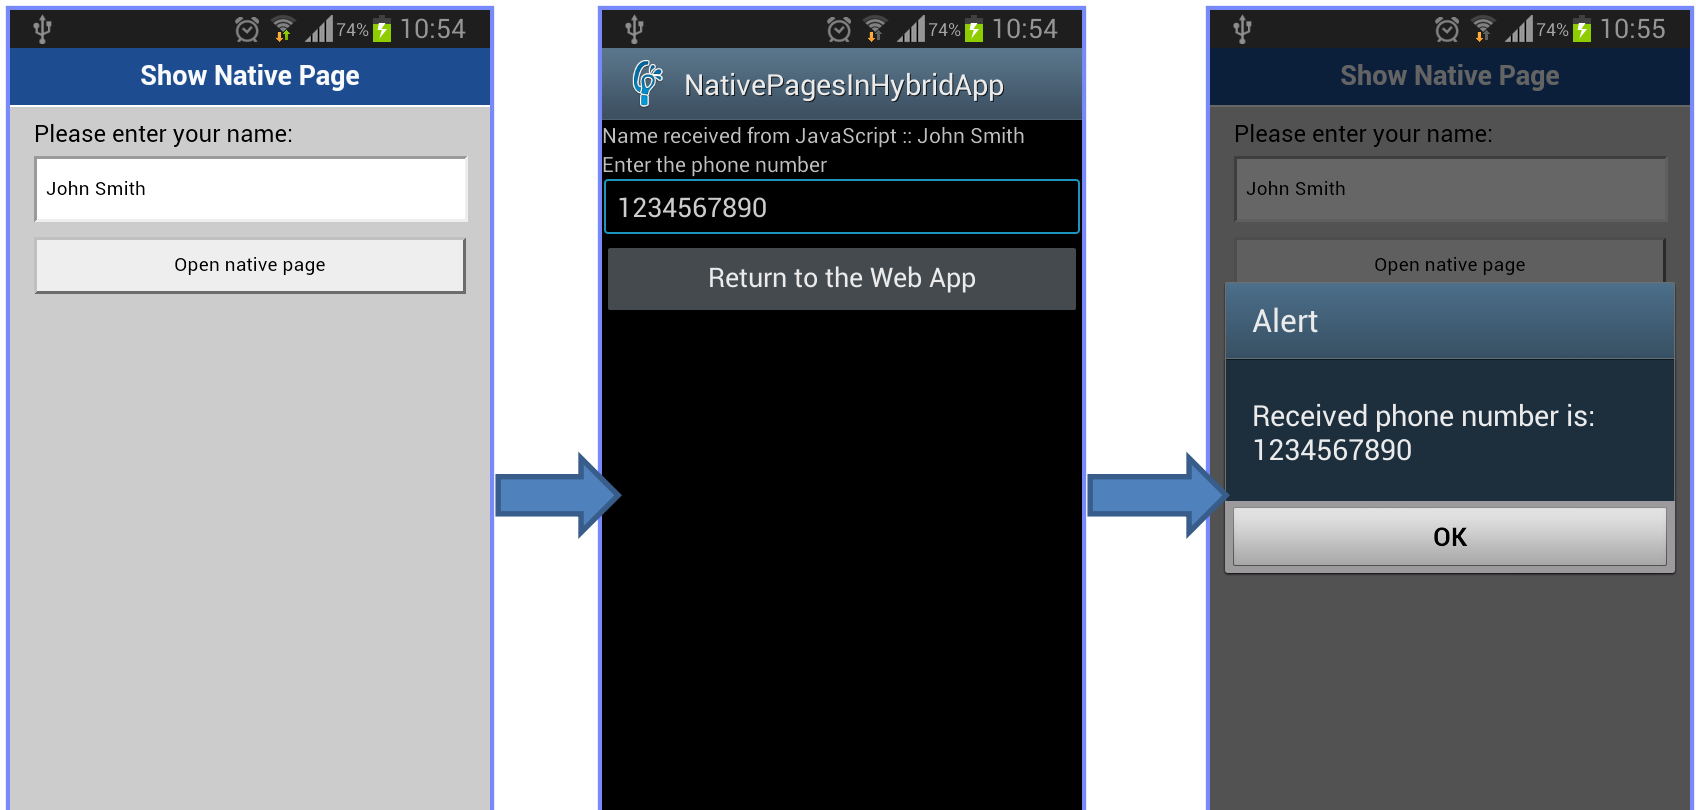 74% 10:54
Show Native Page
Please enter your name:
John Smith
Open native page
74% 10:54
NativePagesInHybridApp
Name received from JavaScript :: John Smith
Enter the phone number
1234567890
Return to the Web App
74% 10:55
Show Native Page
Please enter your name:
John Smith
Open native page
Alert
Received phone number is:
1234567890
OK